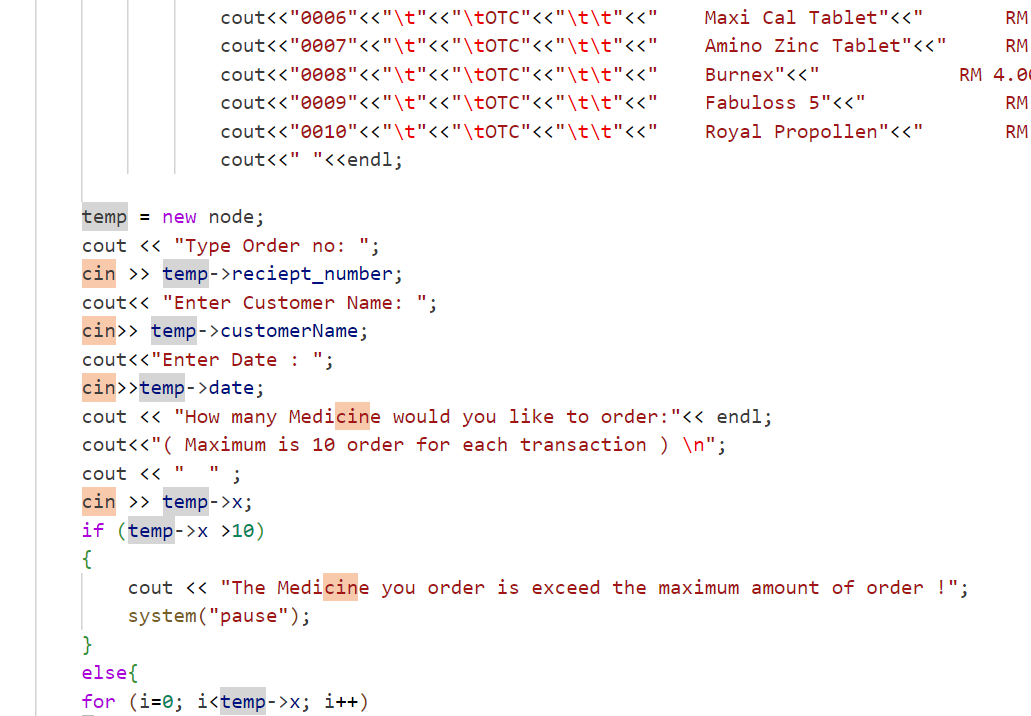 cout<<"0006"<<"\t"<<"\tOTC"<<"\t\t"<<"    Maxi Cal Tablet"<<"       RM
cout<<"0007"<<"\t"<<"\tOTC"<<"\t\t"<<"    Amino Zinc Tablet"<<"     RM
cout<<"0008"<<"\t"<<"\tOTC"<<"\t\t"<<"    Burnex"<<"            RM 4.00
cout<<"0009"<<"\t"<<"\tOTC"<<"\t\t"<<"    Fabuloss 5"<<"            RM
cout<<"0010"<<"\t"<<"\tOTC"<<"\t\t"<<"    Royal Propollen"<<"       RM
cout<<" "<<endl;
temp = new node;
cout << "Type Order no: ";
cin >> temp->reciept_number;
cout<< "Enter Customer Name: ";
cin>> temp->customerName;
cout<<"Enter Date : ";
cin>>temp->date;
cout << "How many Medicine would you like to order:"<< endl;
cout<<"( Maximum is 10 order for each transaction ) \n";
cout << "  " ;
cin >> temp->x;
if (temp->x >10)
{
cout << "The Medicine you order is exceed the maximum amount of order !";
system("pause");
}
else{
for (i=0; i<temp->x; i++)